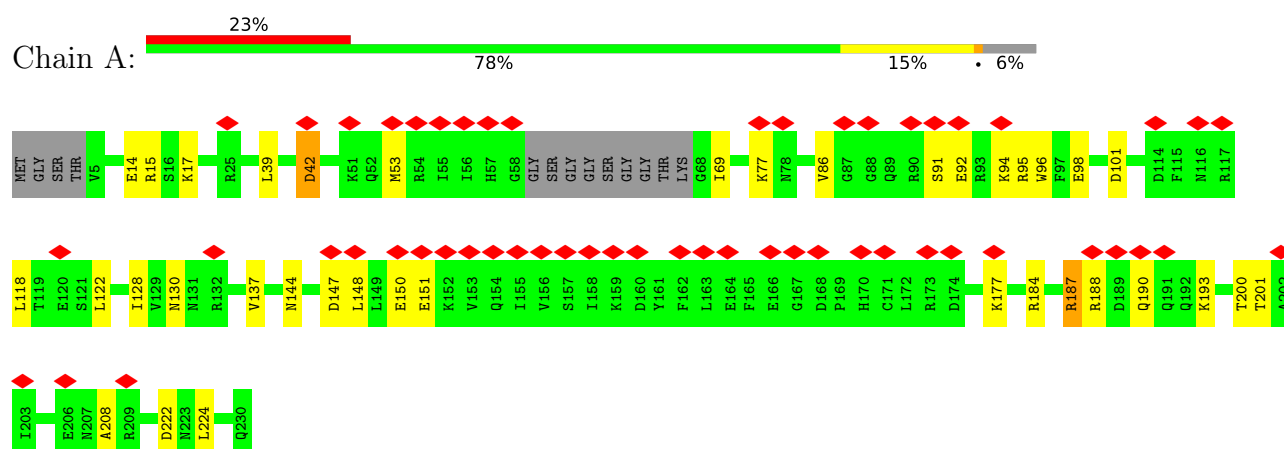 23%
Chain A:
78% 15% • 6%
MET GLY SER THR V5 E14 R15 S16 K17 R25 L39 D42 K51 Q52 M53 R54 I55 I56 H57 G58 GLY SER GLY GLY SER GLY GLY THR LYS G68 I69 K77 N78 V86 G87 G88 Q89 R90 S91 E92 R93 K94 R95 W96 F97 E98 D101 D114 F115 N116 R117
L118 T119 E120 S121 L122 I128 V129 N130 N131 R132 V137 N144 D147 L148 L149 E150 E151 K152 V153 Q154 I155 V156 S157 I158 K159 D160 Y161 F162 L163 E164 F165 E166 G167 D168 P169 H170 C171 L172 R173 D174 K177 R184 R187 R188 D189 Q190 Q191 Q192 K193 T200 T201 A202
I203 E206 N207 A208 R209 D222 N223 L224 Q230